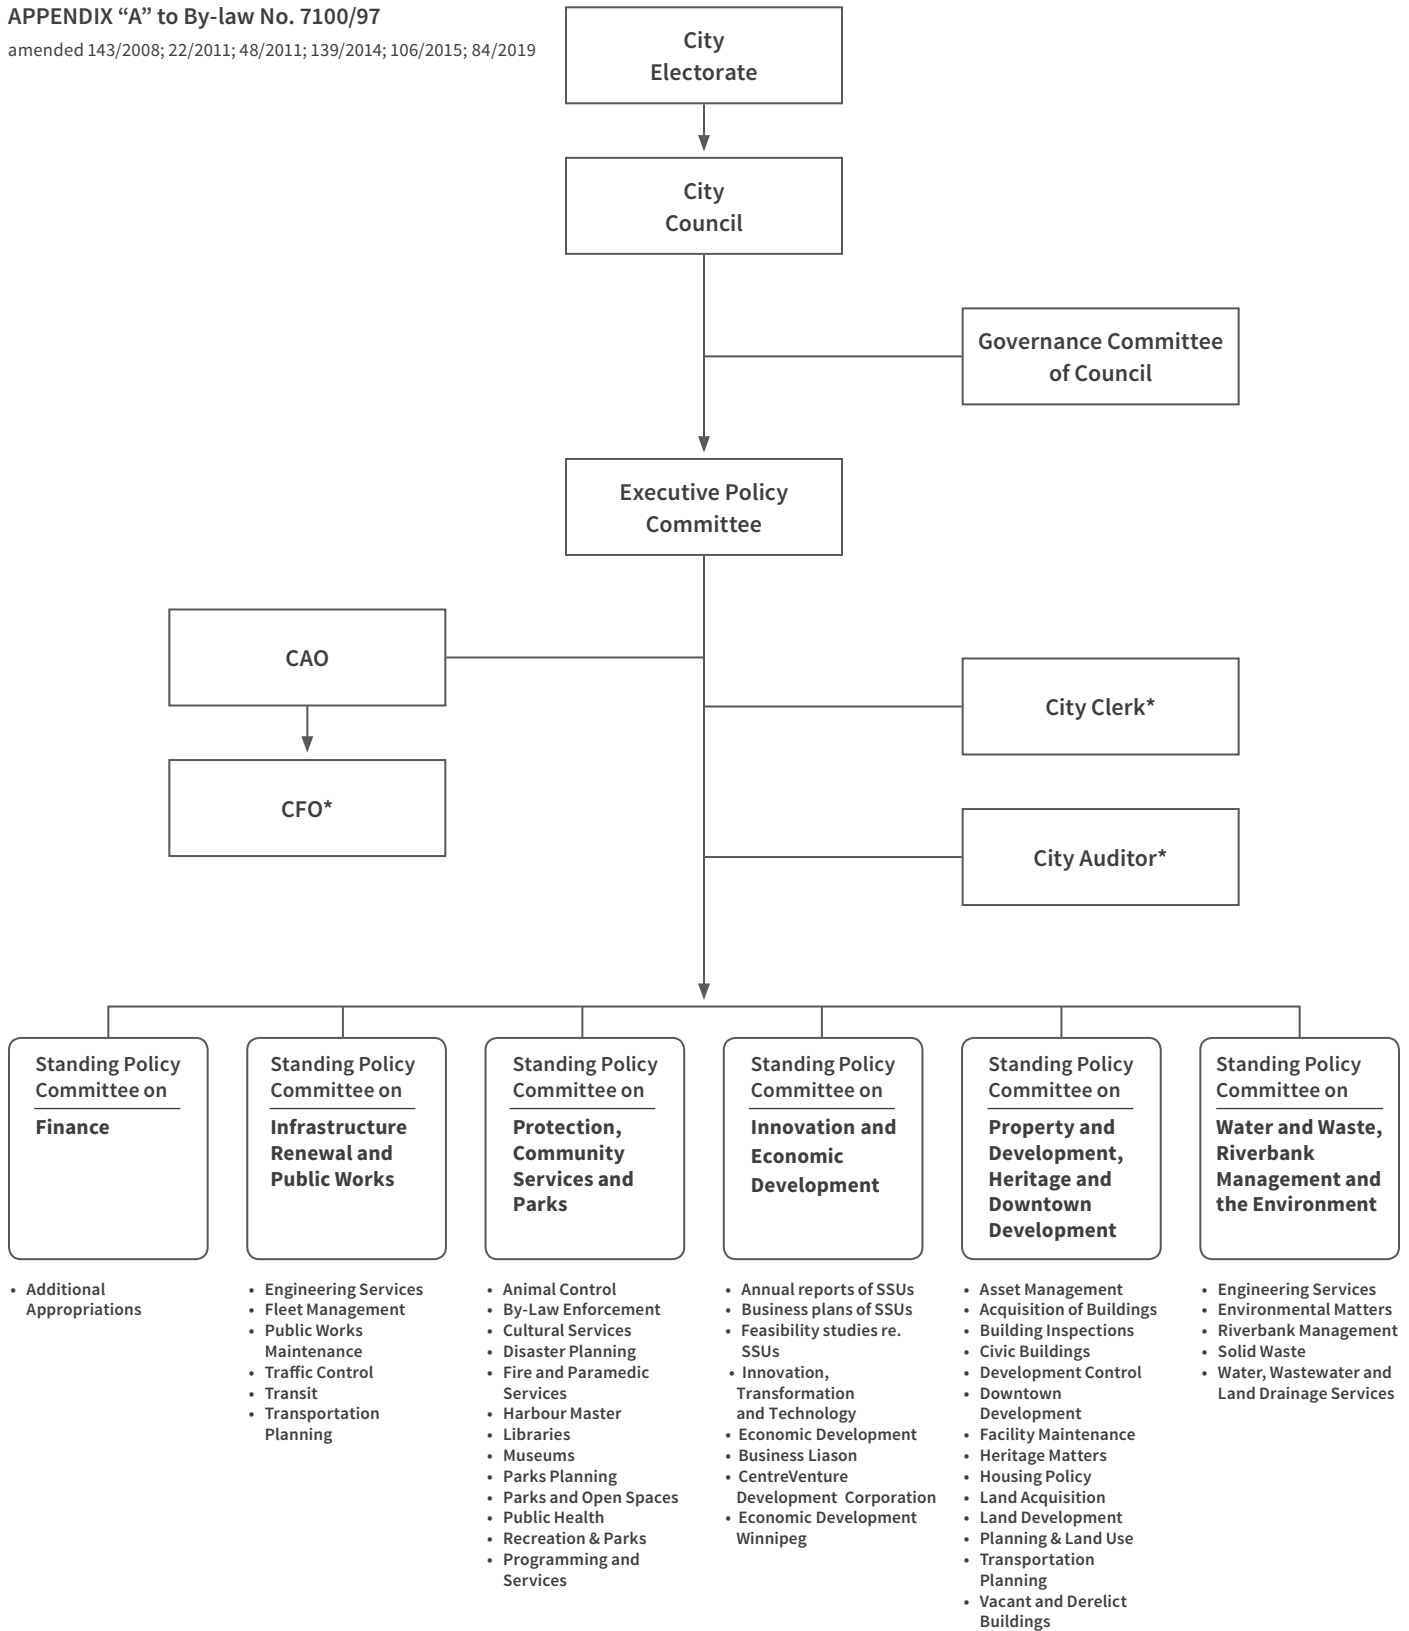 APPENDIX “A” to By-law No. 7100/97
amended 143/2008; 22/2011; 48/2011; 139/2014; 106/2015; 84/2019
City
Electorate
City
Council
Governance Committee
of Council
Executive Policy
Committee
CAO
City Clerk*
CFO*
City Auditor*
Standing Policy
Committee on
Finance
• Additional
Appropriations
Standing Policy
Committee on
Infrastructure
Renewal and
Public Works
• Engineering Services
• Fleet Management
• Public Works
Maintenance
• Traffic Control
• Transit
• Transportation
Planning
Standing Policy
Committee on
Protection,
Community
Services and
Parks
• Animal Control
• By-Law Enforcement
• Cultural Services
• Disaster Planning
• Fire and Paramedic
Services
• Harbour Master
• Libraries
• Museums
• Parks Planning
• Parks and Open Spaces
• Public Health
• Recreation & Parks
• Programming and
Services
Standing Policy
Committee on
Innovation and
Economic
Development
• Annual reports of SSUs
• Business plans of SSUs
• Feasibility studies re.
SSUs
• Innovation,
Transformation
and Technology
• Economic Development
• Business Liason
• CentreVenture
Development Corporation
• Economic Development
Winnipeg
Standing Policy
Committee on
Property and
Development,
Heritage and
Downtown
Development
• Asset Management
• Acquisition of Buildings
• Building Inspections
• Civic Buildings
• Development Control
• Downtown
Development
• Facility Maintenance
• Heritage Matters
• Housing Policy
• Land Acquisition
• Land Development
• Planning & Land Use
• Transportation
Planning
• Vacant and Derelict
Buildings
Standing Policy
Committee on
Water and Waste,
Riverbank
Management and
the Environment
• Engineering Services
• Environmental Matters
• Riverbank Management
• Solid Waste
• Water, Wastewater and
Land Drainage Services